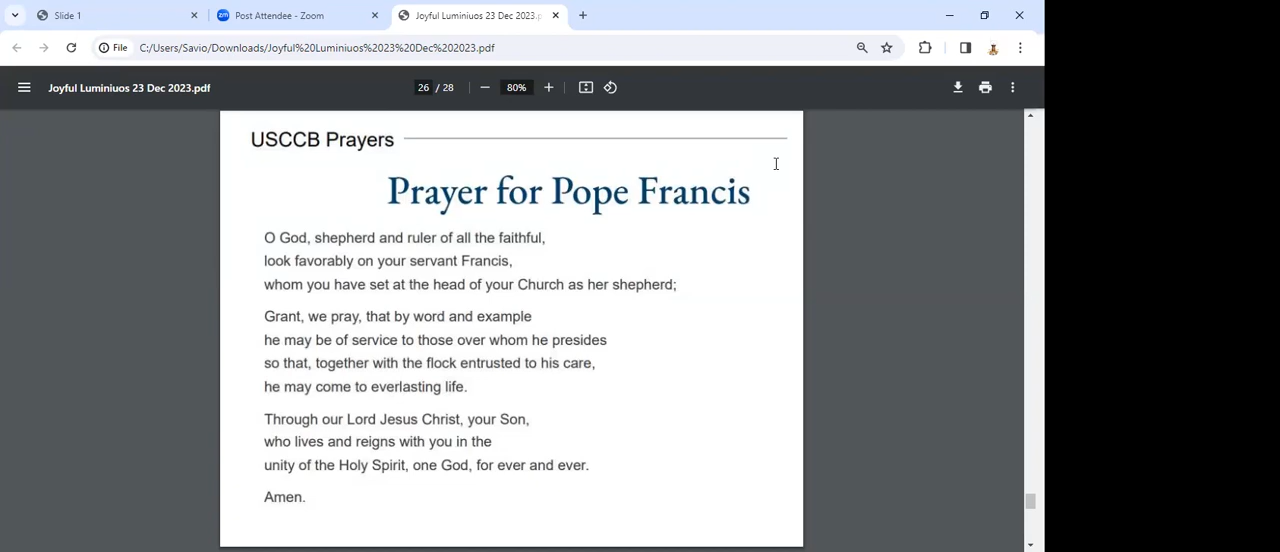 Slide 1
Post Attendee - Zoom
Joyful Luminiuos 23 Dec 2023.p
File
C:/Users/Savio/Downloads/Joyful%20Luminiuos%2023%20Dec%202023.pdf
Joyful Luminiuos 23 Dec 2023.pdf
26 / 28
80%
USCCB Prayers
Prayer for Pope Francis
O God, shepherd and ruler of all the faithful,
look favorably on your servant Francis,
whom you have set at the head of your Church as her shepherd;
Grant, we pray, that by word and example
he may be of service to those over whom he presides
so that, together with the flock entrusted to his care,
he may come to everlasting life.
Through our Lord Jesus Christ, your Son,
who lives and reigns with you in the
unity of the Holy Spirit, one God, for ever and ever.
Amen.